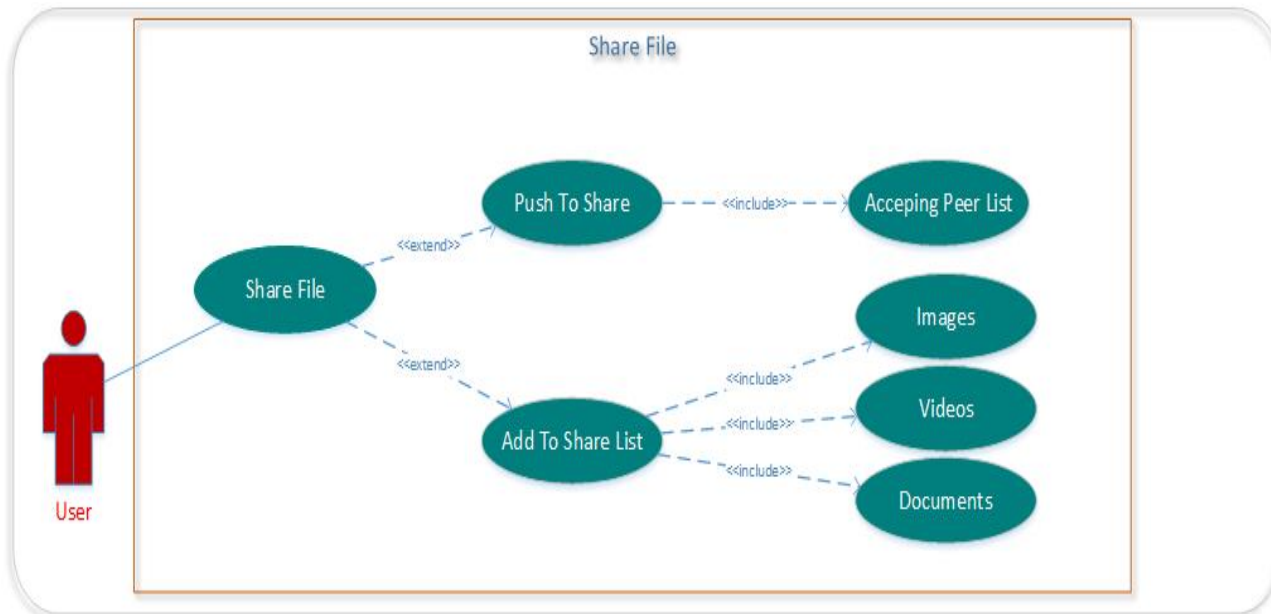 Share File
Push To Share
<<include>>
Acceping Peer List
<<extend>>
Share File
Images
<<extend>>
<<include>>
Videos
<<include>>
Add To Share List
<<include>>
Documents
User